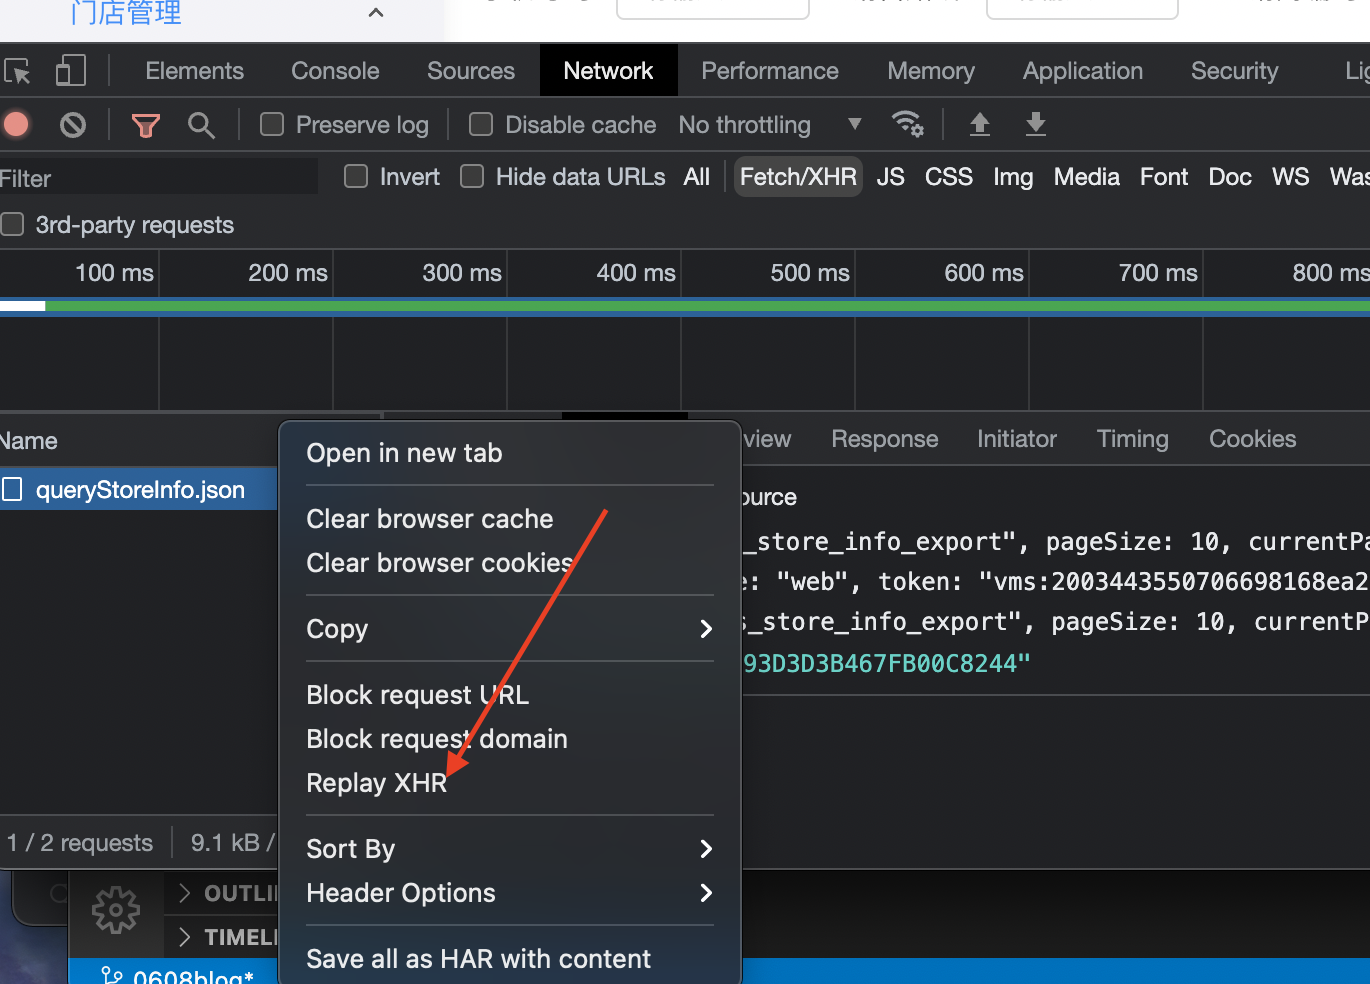 门店管理
Elements Console Sources Network Performance Memory Application Security
Preserve log Disable cache No throttling
Filter Invert Hide data URLs All Fetch/XHR JS CSS Img Media Font Doc WS Was
3rd-party requests
100 ms 200 ms 300 ms 400 ms 500 ms 600 ms 700 ms 800 ms
Name view Response Initiator Timing Cookies
queryStoreInfo.json
Open in new tab
Clear browser cache
Clear browser cookies
Copy
Block request URL
Block request domain
Replay XHR
Sort By
Header Options
Save all as HAR with content
ource
_store_info_export", pageSize: 10, currentPa
e: "web", token: "vms:2003443550706698168ea2
s_store_info_export", pageSize: 10, currentP
93D3D3B467FB00C8244"
1 / 2 requests 9.1 kB /
OUTLI
TIMEL
0608blog*